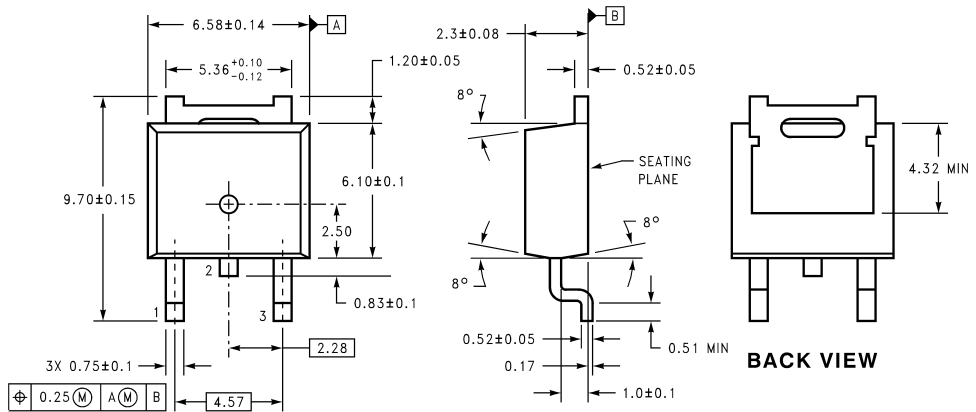 6.58±0.14
A
5.36 +0.10 -0.12
1.20±0.05
9.70±0.15
6.10±0.1
2.50
2
0.83±0.1
1
3
3X 0.75±0.1
2.28
⌖ 0.25 Ⓜ A Ⓜ B
4.57
B
2.3±0.08
0.52±0.05
8°
SEATING
PLANE
8°
8°
0.52±0.05
0.51 MIN
0.17
1.0±0.1
4.32 MIN
BACK VIEW